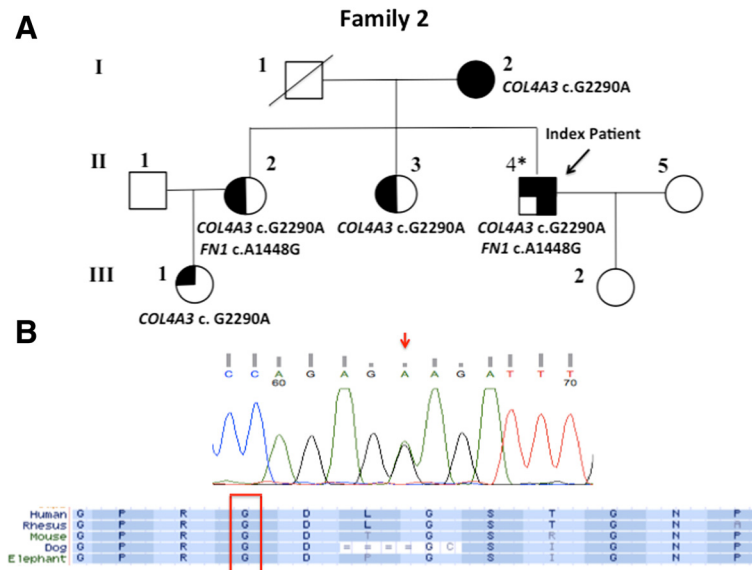 Family 2
A
I
1
2
COL4A3 c.G2290A
Index Patient
II
1
2
3
4*
5
COL4A3 c.G2290A
FN1 c.A1448G
COL4A3 c.G2290A
COL4A3 c.G2290A
FN1 c.A1448G
III
1
2
COL4A3 c. G2290A
B
C C A G A G A A G A T T T
60 70
Human G P R G D L G S T G N P
Rhesus G P R G D L G S T G N A
Mouse G P R G D T G S R G N P
Dog G P R G D = = = = G C S I G N P
Elephant G P R G D P G S I G N P